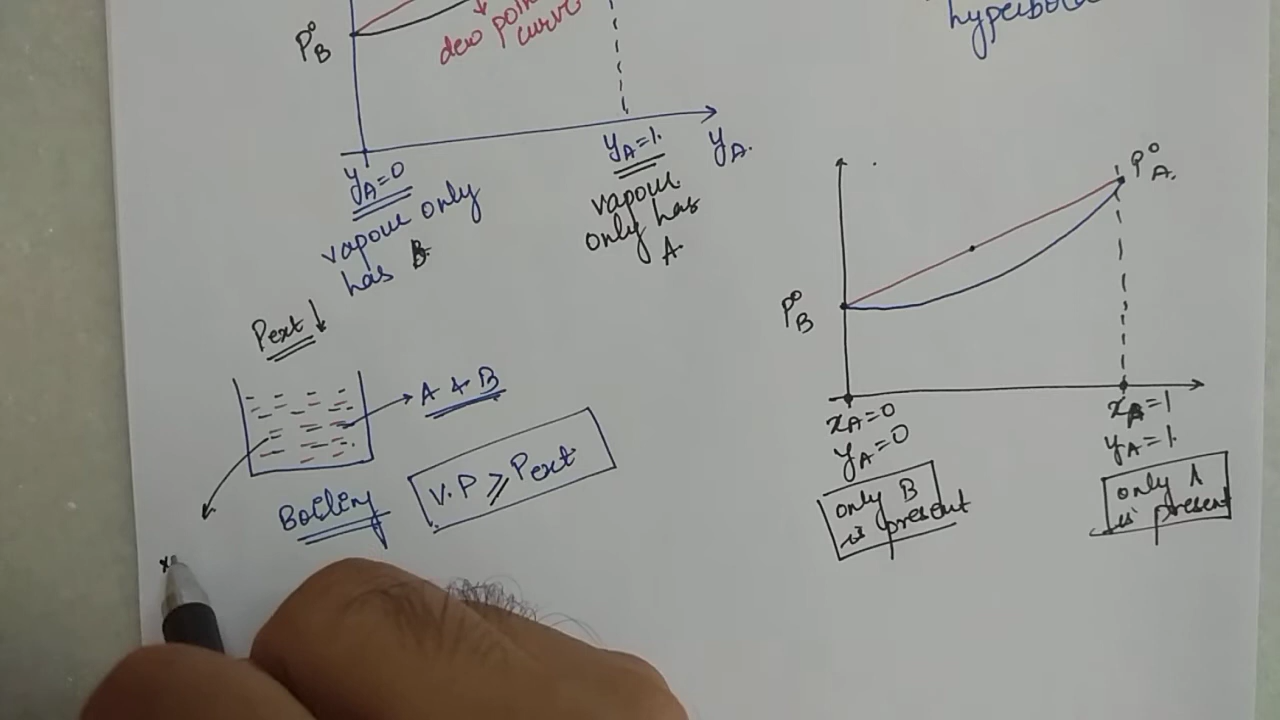 P°B
dew point
curve
yA=0
yA=1.
yA.
vapour only
has B.
vapour
only has
A.
hyperbola
P°A.
P°B
xA=0
yA=0
only B
is present
xA=1
yA=1.
only A
is present
Pext ↓
A + B
Boiling
V.P ⩾ Pext
x